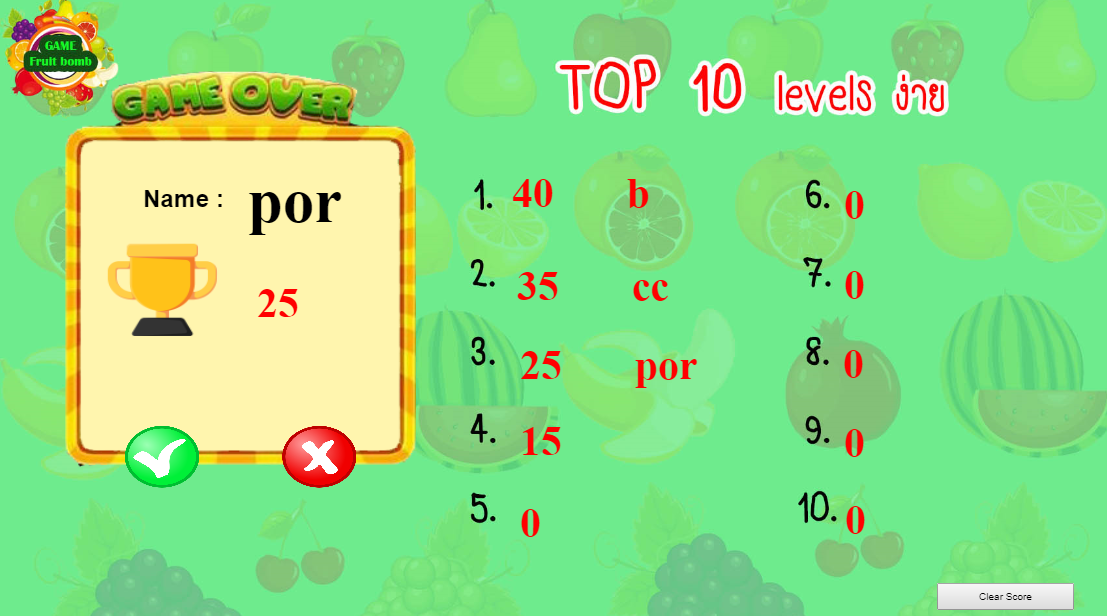 GAME
Fruit bomb
GAME OVER
Name : por
25
TOP 10 levels ง่าย
1. 40 b
2. 35 cc
3. 25 por
4. 15
5. 0
6. 0
7. 0
8. 0
9. 0
10. 0
Clear Score